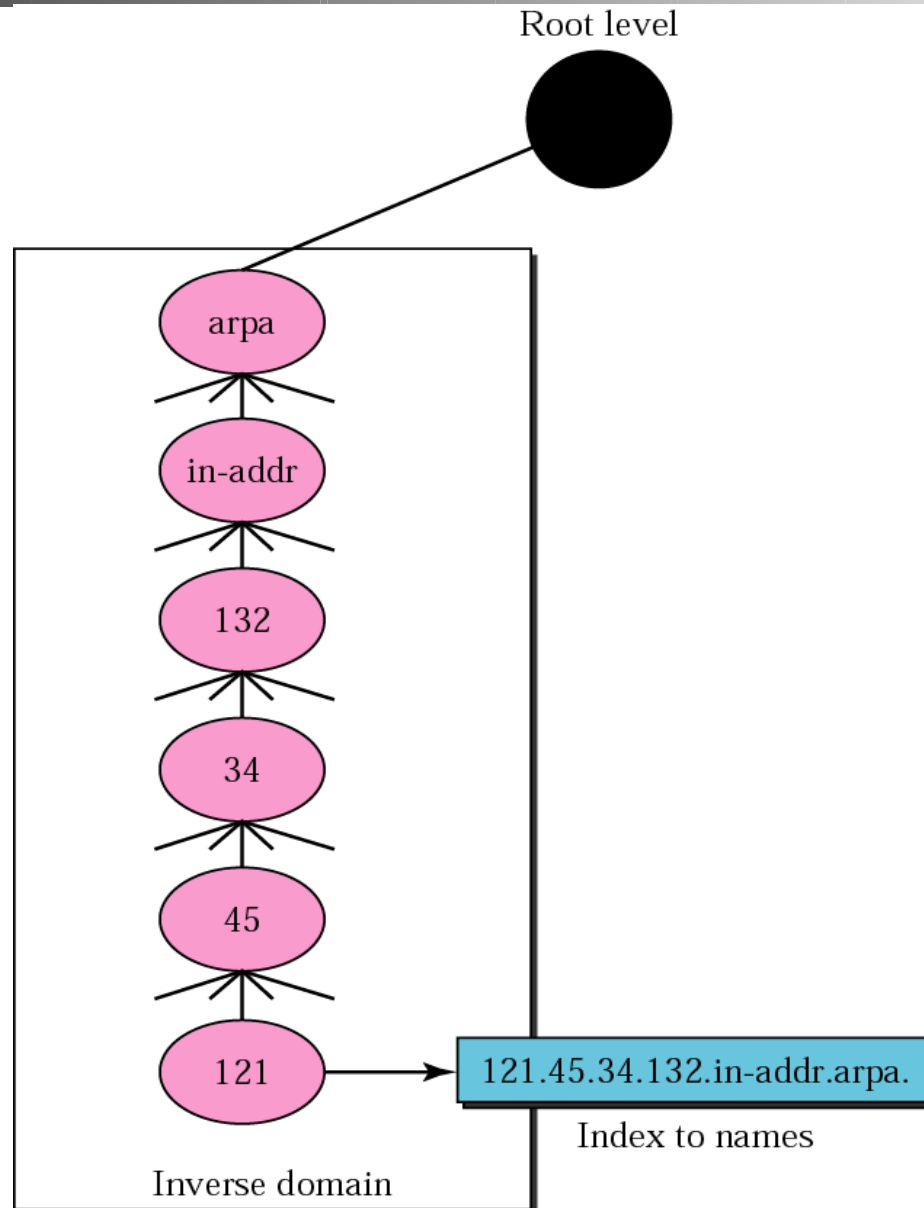 Root level
arpa
in-addr
132
34
45
121
121.45.34.132.in-addr.arpa.
Index to names
Inverse domain